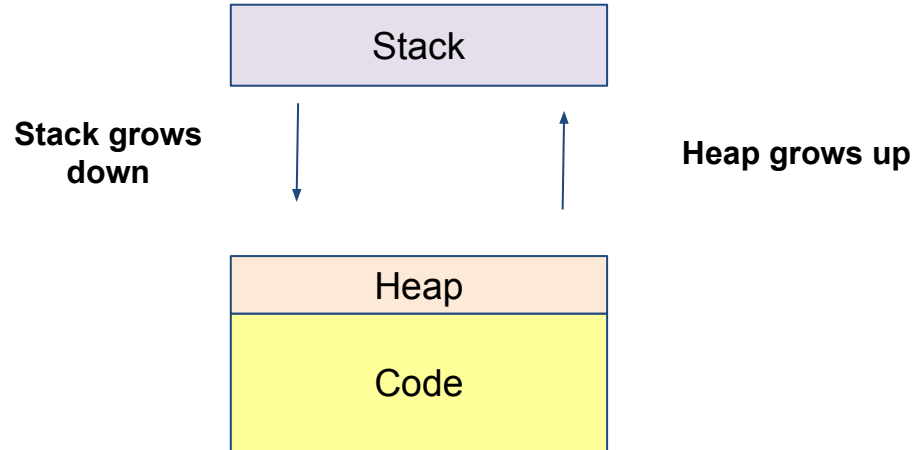 Stack
Stack grows
down
Heap grows up
Heap
Code